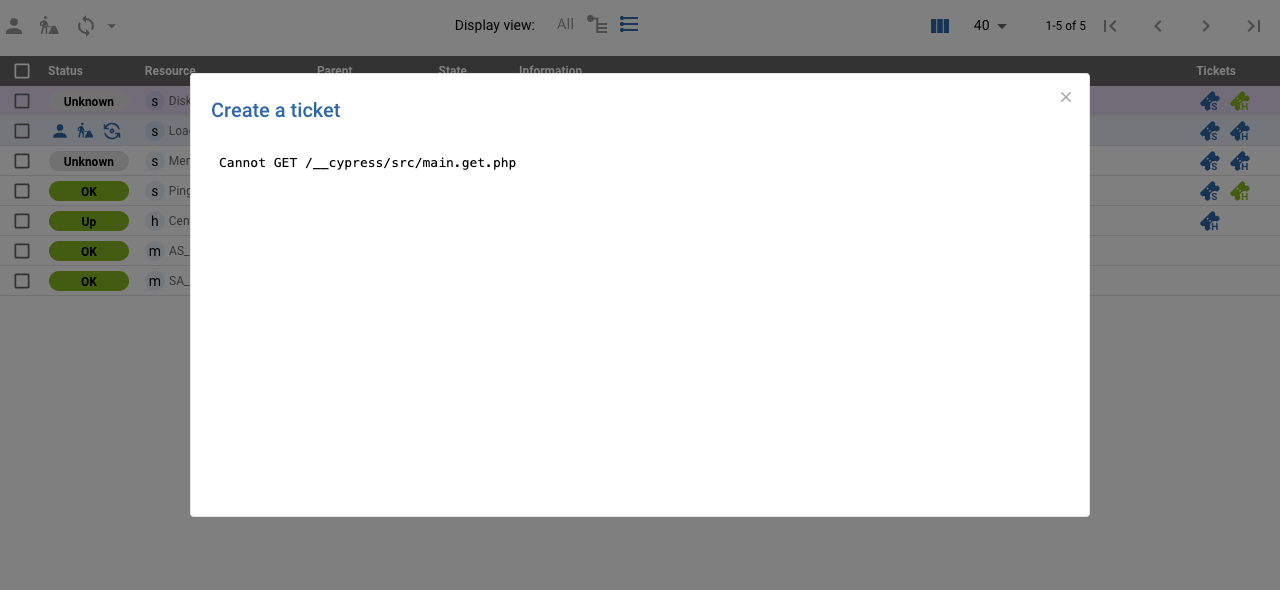 Display view: All 40 1-5 of 5
Status Resource Parent State Information Tickets
Create a ticket
Cannot GET /__cypress/src/main.get.php
Unknown s Disk S H
s Loa S H
Unknown s Mem S H
OK s Ping S H
Up h Cen H
OK m AS_
OK m SA_